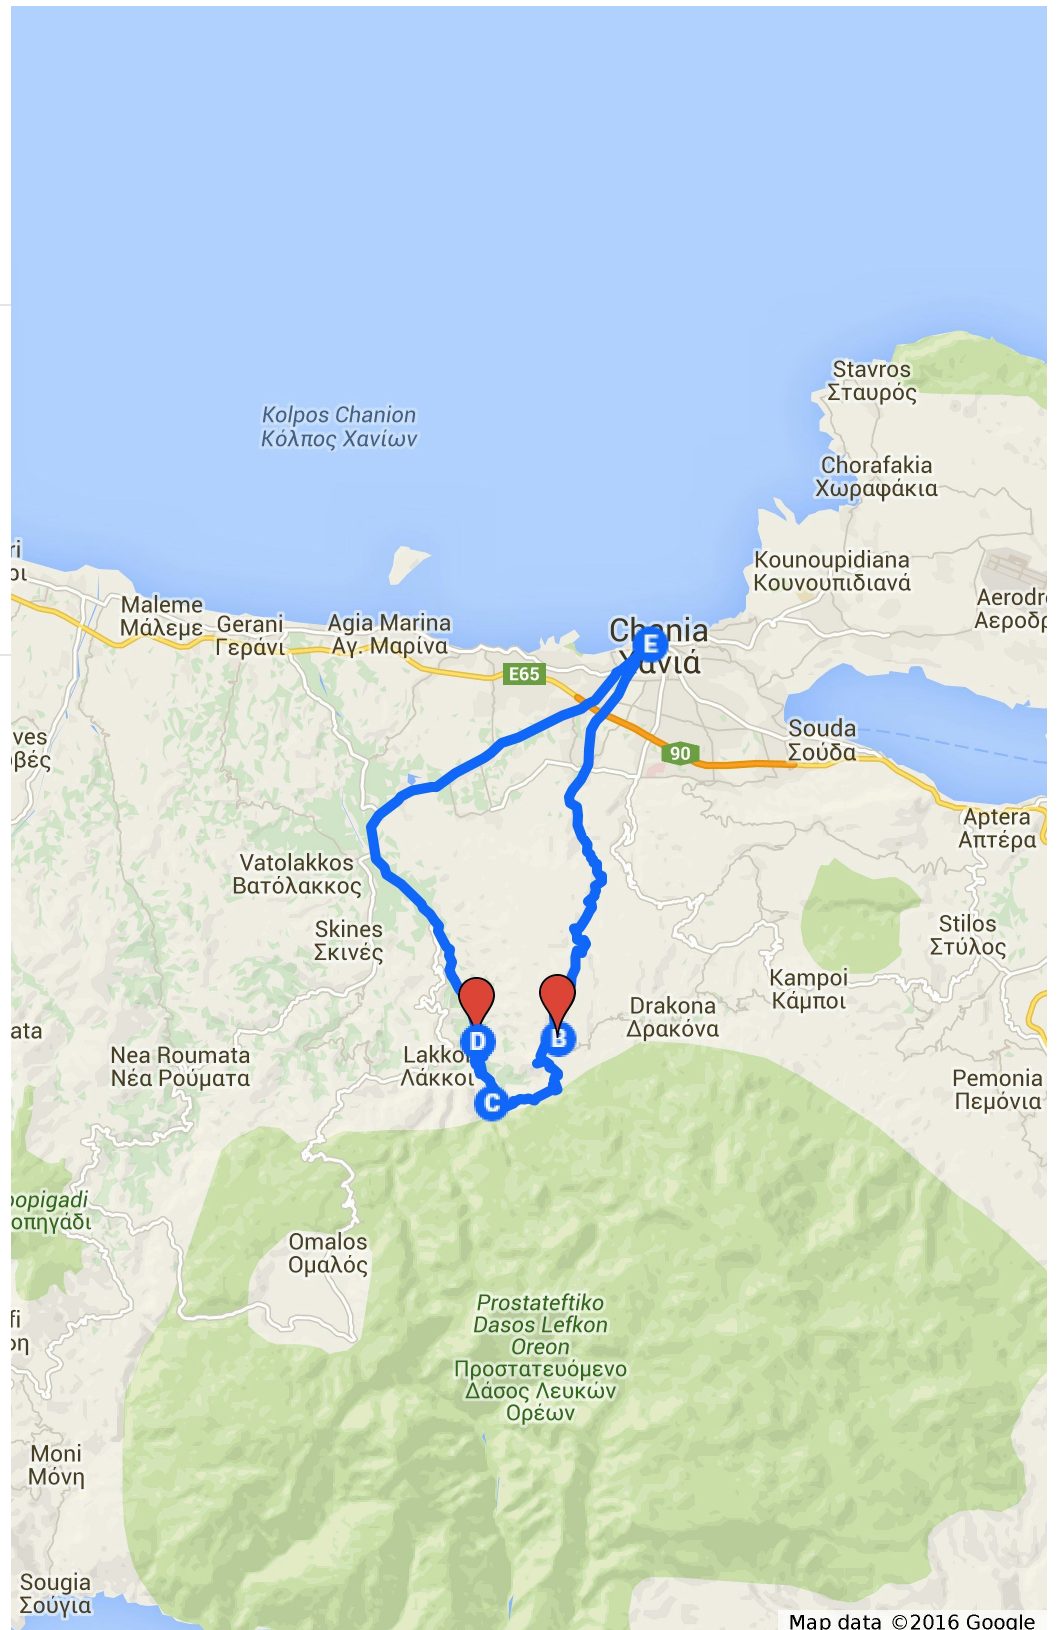 Stavros
Σταυρός
Kolpos Chanion
Κόλπος Χανίων
Chorafakia
Χωραφάκια
Kounoupidiana
Κουνουπιδιανά
Maleme
Μάλεμε
Gerani
Γεράνι
Agia Marina
Αγ. Μαρίνα
Chania
Χανιά
E
E65
90
Souda
Σούδα
Aptera
Απτέρα
Vatolakkos
Βατόλακκος
Skines
Σκινές
Stilos
Στύλος
Kampoi
Κάμποι
Drakona
Δρακόνα
D
B
C
Lakkoi
Λάκκοι
Nea Roumata
Νέα Ρούματα
Pemonia
Πεμόνια
Omalos
Ομαλός
Prostateftiko
Dasos Lefkon
Oreon
Προστατευόμενο
Δάσος Λευκών
Ορέων
Moni
Μόνη
Sougia
Σούγια
Map data ©2016 Google